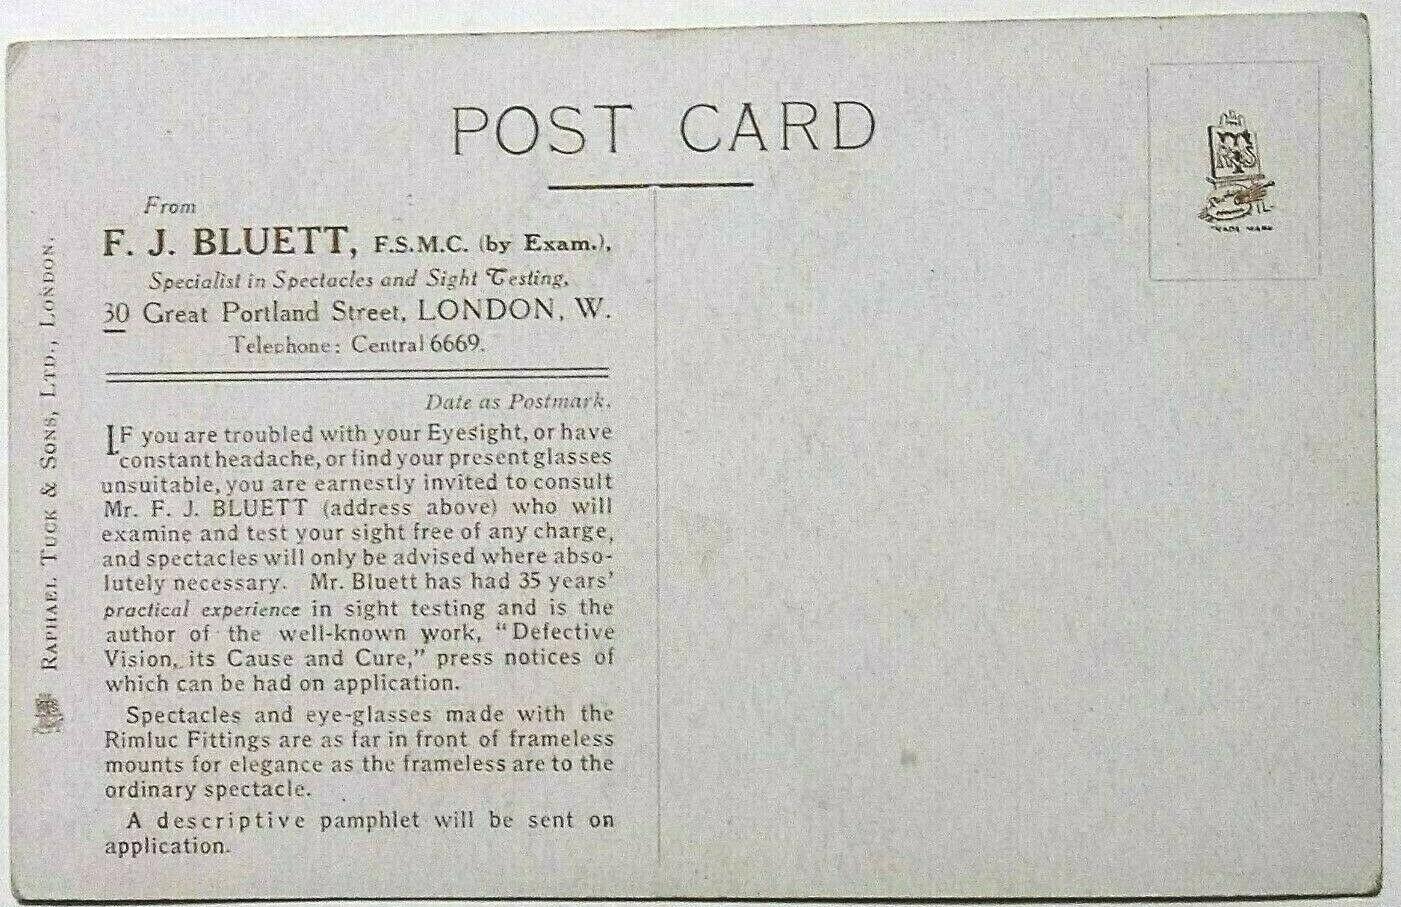 POST CARD
From
F. J. BLUETT, F.S.M.C. (by Exam.),
Specialist in Spectacles and Sight Testing,
30 Great Portland Street, LONDON, W.
Telephone: Central 6669.
Date as Postmark.
IF you are troubled with your Eyesight, or have
constant headache, or find your present glasses
unsuitable, you are earnestly invited to consult
Mr. F. J. BLUETT (address above) who will
examine and test your sight free of any charge,
and spectacles will only be advised where abso-
lutely necessary. Mr. Bluett has had 35 years'
practical experience in sight testing and is the
author of the well-known work, "Defective
Vision, its Cause and Cure," press notices of
which can be had on application.
Spectacles and eye-glasses made with the
Rimluc Fittings are as far in front of frameless
mounts for elegance as the frameless are to the
ordinary spectacle.
A descriptive pamphlet will be sent on
application.
RAPHAEL TUCK & SONS, LTD., LONDON.
TRADE MARK